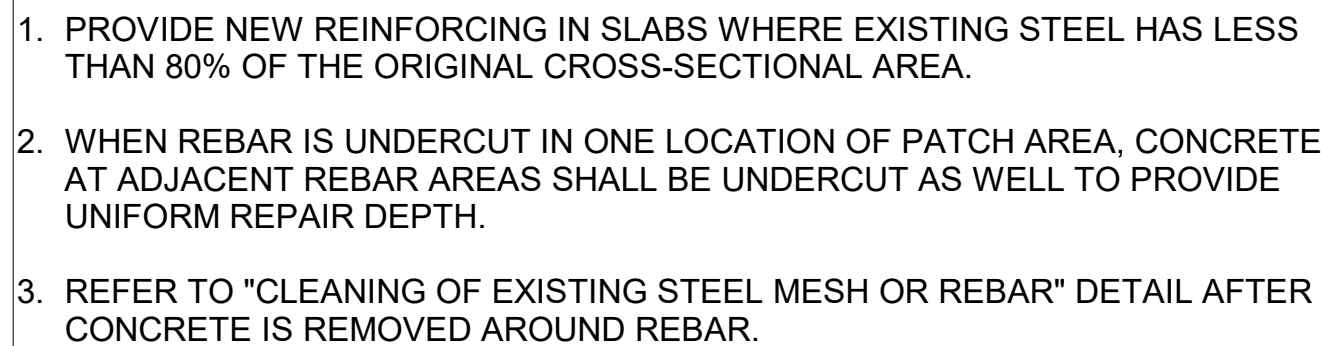 1. PROVIDE NEW REINFORCING IN SLABS WHERE EXISTING STEEL HAS LESS
THAN 80% OF THE ORIGINAL CROSS-SECTIONAL AREA.
2. WHEN REBAR IS UNDERCUT IN ONE LOCATION OF PATCH AREA, CONCRETE
AT ADJACENT REBAR AREAS SHALL BE UNDERCUT AS WELL TO PROVIDE
UNIFORM REPAIR DEPTH.
3. REFER TO "CLEANING OF EXISTING STEEL MESH OR REBAR" DETAIL AFTER
CONCRETE IS REMOVED AROUND REBAR.